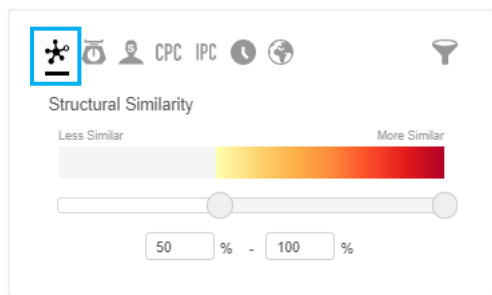 S CPC IPC
Structural Similarity
Less Similar More Similar
50 % - 100 %